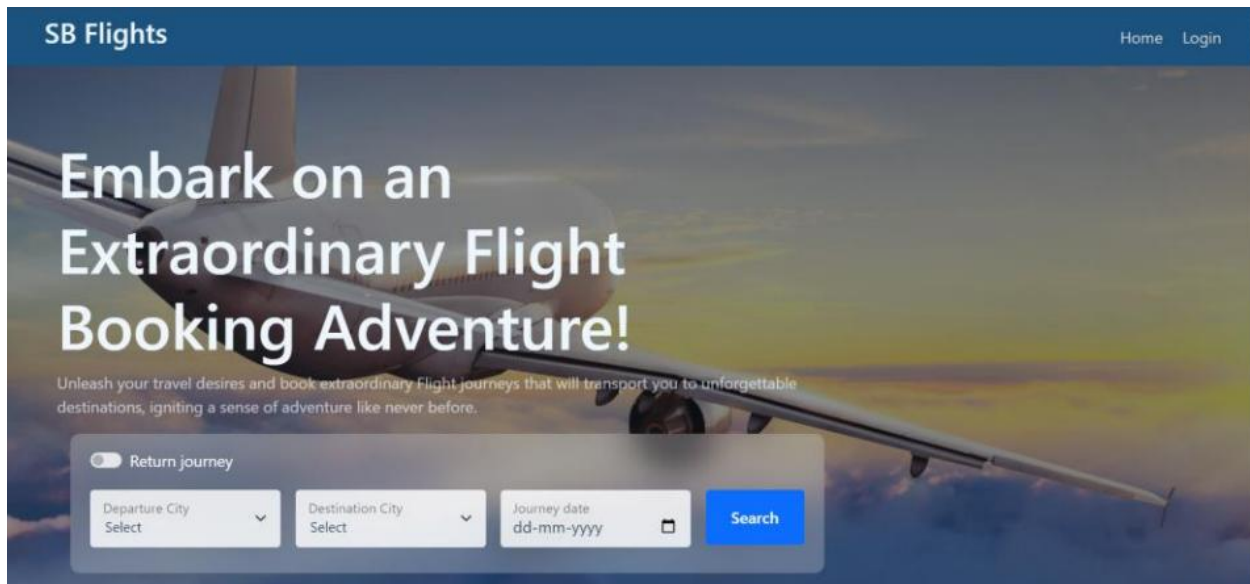 SB Flights
Home Login
Embark on an
Extraordinary Flight
Booking Adventure!
Unleash your travel desires and book extraordinary Flight journeys that will transport you to unforgettable
destinations, igniting a sense of adventure like never before.
Return journey
Departure City
Select
Destination City
Select
Journey date
dd-mm-yyyy
Search